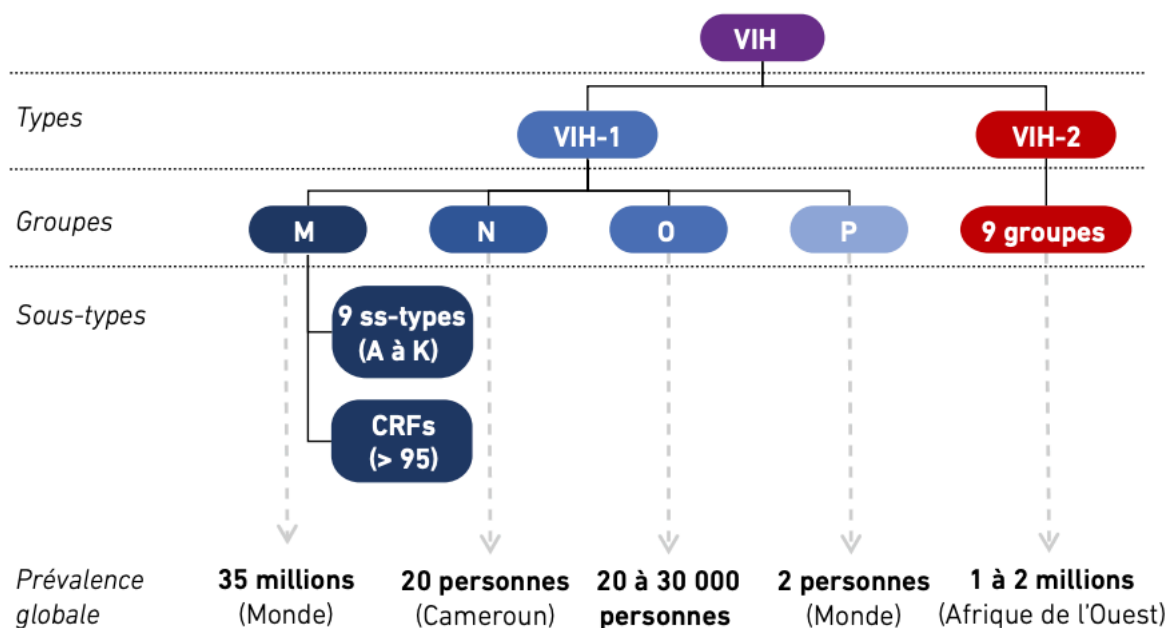 VIH
Types
VIH-1
VIH-2
Groupes
M
N
O
P
9 groupes
Sous-types
9 ss-types
(A à K)
CRFs
(> 95)
Prévalence
globale
35 millions
(Monde)
20 personnes
(Cameroun)
20 à 30 000
personnes
2 personnes
(Monde)
1 à 2 millions
(Afrique de l'Ouest)